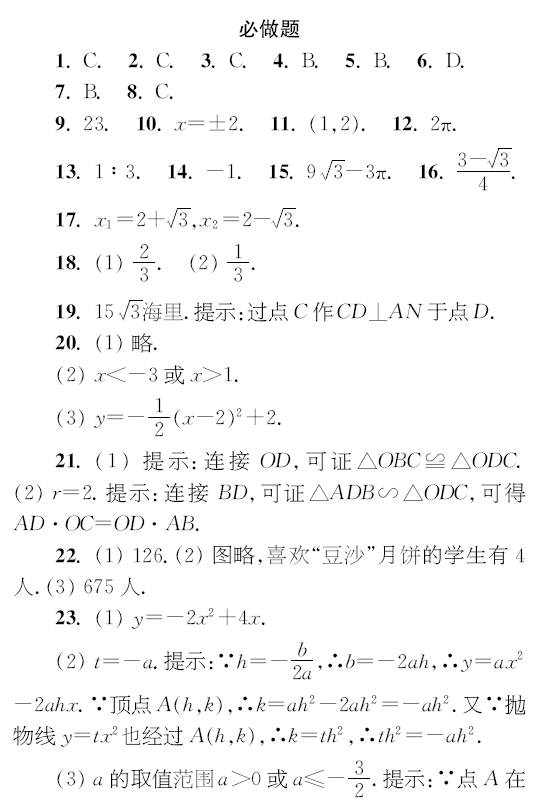 必做题
1. C. 2. C. 3. C. 4. B. 5. B. 6. D.
7. B. 8. C.
9. 23. 10. x=±2. 11. (1,2). 12. 2π.
13. 1∶3. 14. －1. 15. 9√3－3π. 16. (3－√3)/4.
17. x₁=2+√3,x₂=2－√3.
18. (1) 2/3. (2) 1/3.
19. 15√3海里.提示:过点C作CD⊥AN于点D.
20. (1) 略.
(2) x<－3或x>1.
(3) y=－1/2(x－2)²+2.
21. (1) 提示:连接 OD,可证△OBC≌△ODC.
(2) r=2. 提示:连接 BD,可证△ADB∽△ODC,可得
AD·OC=OD·AB.
22. (1) 126. (2) 图略,喜欢“豆沙”月饼的学生有 4
人. (3) 675 人.
23. (1) y=－2x²+4x.
(2) t=－a. 提示:∵h=－b/2a,∴b=－2ah,∴y=ax²
－2ahx. ∵顶点A(h,k),∴k=ah²－2ah²=－ah². 又∵抛
物线y=tx²也经过A(h,k),∴k=th²,∴th²=－ah².
(3) a的取值范围a>0或a≤－3/2. 提示:∵点A在